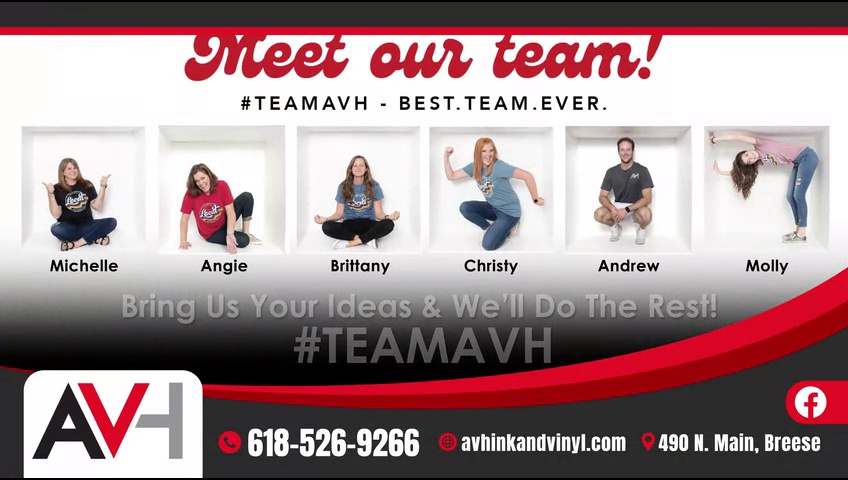 Meet our team!
#TEAMAVH - BEST.TEAM.EVER.
Michelle Angie Brittany Christy Andrew Molly
Bring Us Your Ideas & We'll Do The Rest!
#TEAMAVH
AVH
618-526-9266 avhinkandvinyl.com 490 N. Main, Breese